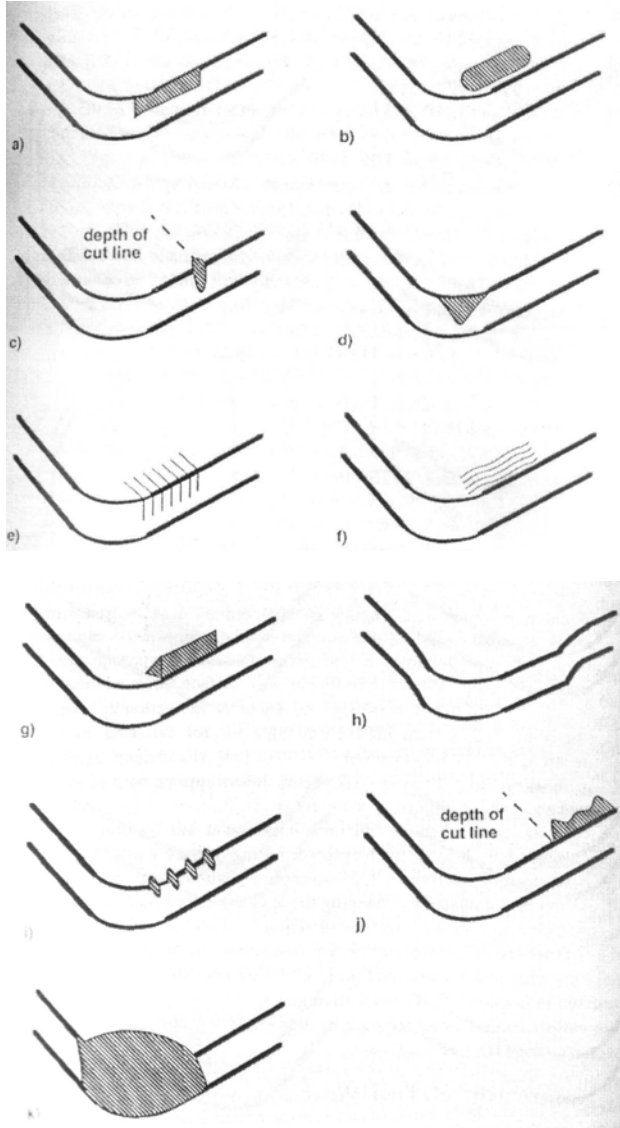 a)
b)
depth of
cut line
c)
d)
e)
f)
g)
h)
depth of
cut line
i)
j)
k)